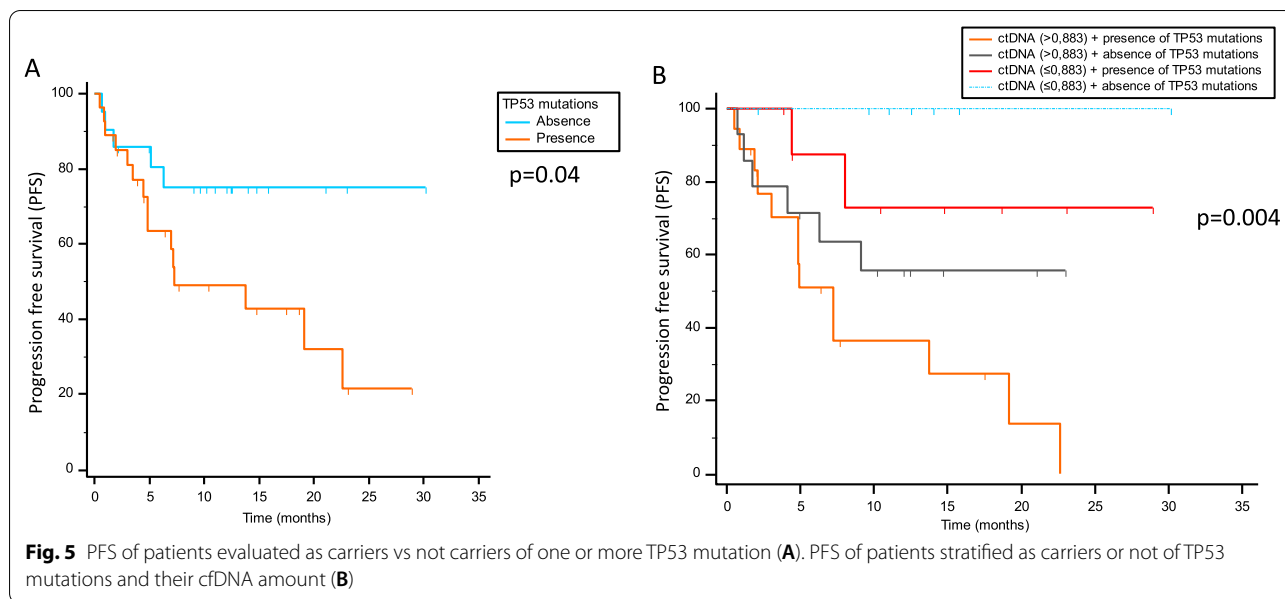 A
Progression free survival (PFS)
100
80
60
40
20
0
0 5 10 15 20 25 30 35
Time (months)
TP53 mutations
Absence
Presence
p=0.04
B
ctDNA (>0,883) + presence of TP53 mutations
ctDNA (>0,883) + absence of TP53 mutations
ctDNA (≤0,883) + presence of TP53 mutations
ctDNA (≤0,883) + absence of TP53 mutations
Progression free survival (PFS)
100
80
60
40
20
0
0 5 10 15 20 25 30 35
Time (months)
p=0.004
Fig. 5 PFS of patients evaluated as carriers vs not carriers of one or more TP53 mutation (A). PFS of patients stratified as carriers or not of TP53
mutations and their cfDNA amount (B)